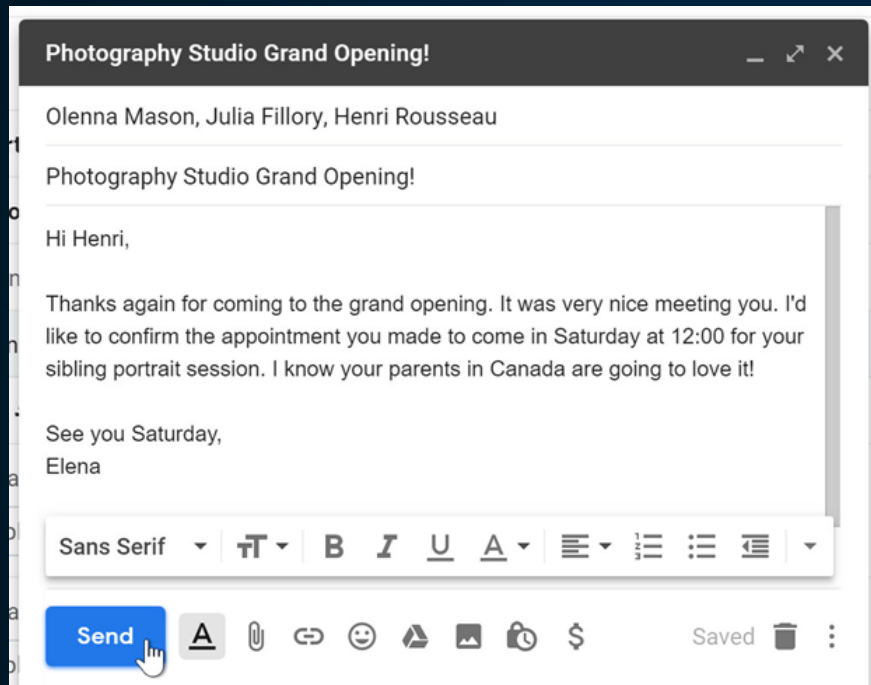 Photography Studio Grand Opening!
Olenna Mason, Julia Fillory, Henri Rousseau
Photography Studio Grand Opening!
Hi Henri,
Thanks again for coming to the grand opening. It was very nice meeting you. I'd
like to confirm the appointment you made to come in Saturday at 12:00 for your
sibling portrait session. I know your parents in Canada are going to love it!
See you Saturday,
Elena
Sans Serif
Send
Saved